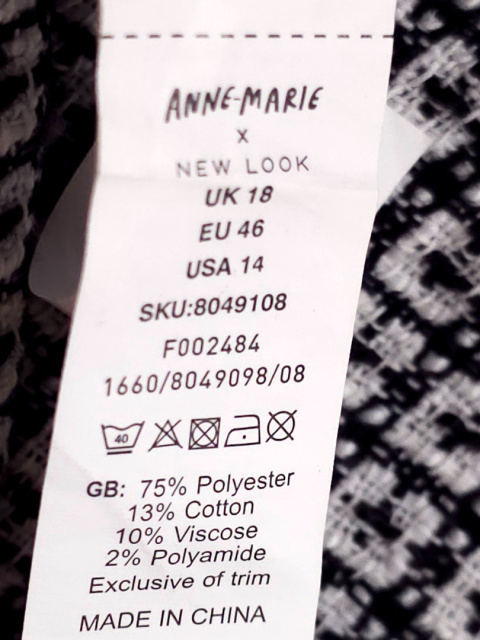 ANNE-MARIE
X
NEW LOOK
UK 18
EU 46
USA 14
SKU:8049108
F002484
1660/8049098/08
40
GB: 75% Polyester
13% Cotton
10% Viscose
2% Polyamide
Exclusive of trim
MADE IN CHINA